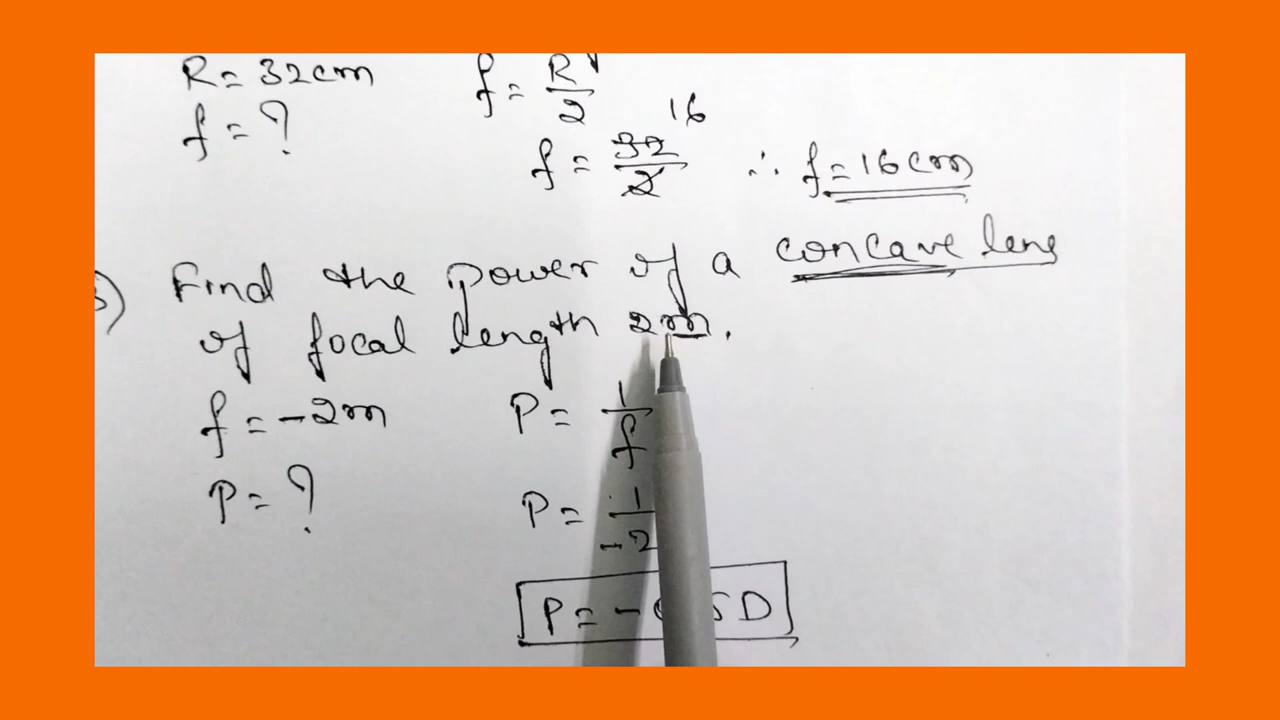 R = 32cm
f = ?
f = R/2
f = 32/2 16
∴ f = 16cm
Find the power of a concave lens
of focal length 2m.
f = -2m
P = ?
P = 1/f
P = 1/-2
P = - 5 D